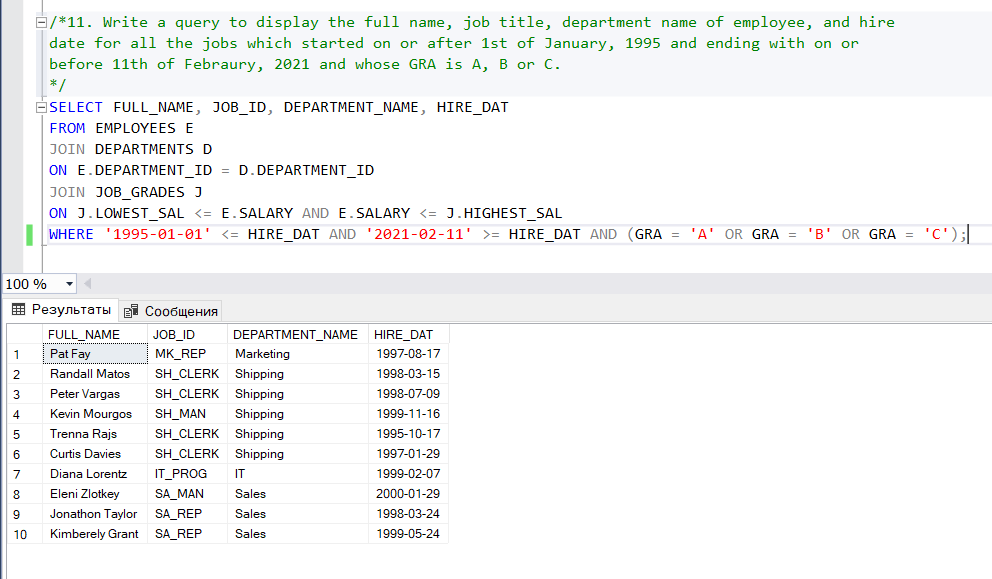 /*11. Write a query to display the full name, job title, department name of employee, and hire
date for all the jobs which started on or after 1st of January, 1995 and ending with on or
before 11th of Febraury, 2021 and whose GRA is A, B or C.
*/
SELECT FULL_NAME, JOB_ID, DEPARTMENT_NAME, HIRE_DAT
FROM EMPLOYEES E
JOIN DEPARTMENTS D
ON E.DEPARTMENT_ID = D.DEPARTMENT_ID
JOIN JOB_GRADES J
ON J.LOWEST_SAL <= E.SALARY AND E.SALARY <= J.HIGHEST_SAL
WHERE '1995-01-01' <= HIRE_DAT AND '2021-02-11' >= HIRE_DAT AND (GRA = 'A' OR GRA = 'B' OR GRA = 'C');
100 %
Результаты Сообщения
FULL_NAME JOB_ID DEPARTMENT_NAME HIRE_DAT
1 Pat Fay MK_REP Marketing 1997-08-17
2 Randall Matos SH_CLERK Shipping 1998-03-15
3 Peter Vargas SH_CLERK Shipping 1998-07-09
4 Kevin Mourgos SH_MAN Shipping 1999-11-16
5 Trenna Rajs SH_CLERK Shipping 1995-10-17
6 Curtis Davies SH_CLERK Shipping 1997-01-29
7 Diana Lorentz IT_PROG IT 1999-02-07
8 Eleni Zlotkey SA_MAN Sales 2000-01-29
9 Jonathon Taylor SA_REP Sales 1998-03-24
10 Kimberely Grant SA_REP Sales 1999-05-24